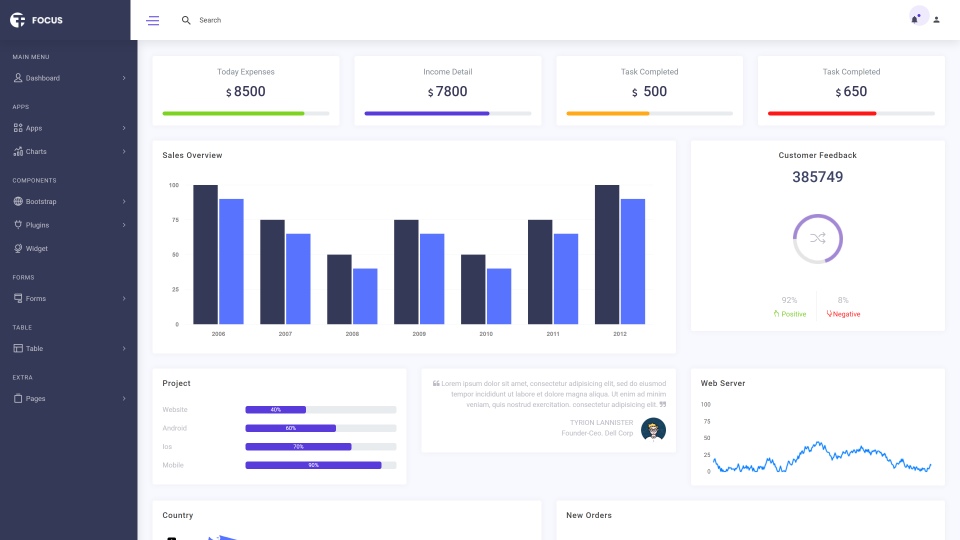 FOCUS
Search
MAIN MENU
Dashboard
APPS
Apps
Charts
COMPONENTS
Bootstrap
Plugins
Widget
FORMS
Forms
TABLE
Table
EXTRA
Pages
Today Expenses
$ 8500
Income Detail
$ 7800
Task Completed
$ 500
Task Completed
$ 650
Sales Overview
100
75
50
25
0
2006 2007 2008 2009 2010 2011 2012
Customer Feedback
385749
92% 8%
Positive Negative
Project
Website 40%
Android 60%
Ios 70%
Mobile 90%
❝ Lorem ipsum dolor sit amet, consectetur adipisicing elit, sed do eiusmod
tempor incididunt ut labore et dolore magna aliqua. Ut enim ad minim
veniam, quis nostrud exercitation. consectetur adipisicing elit. ❞
TYRION LANNISTER
Founder-Ceo. Dell Corp
Web Server
100
75
50
25
0
Country
New Orders